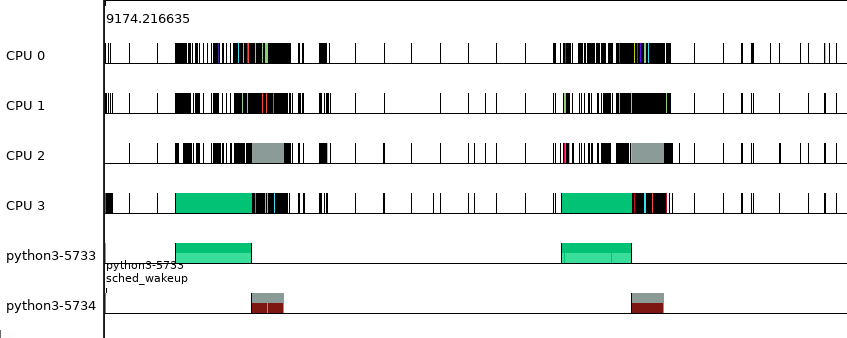 9174.216635
CPU 0
CPU 1
CPU 2
CPU 3
python3-5733
python3-5733
sched_wakeup
python3-5734